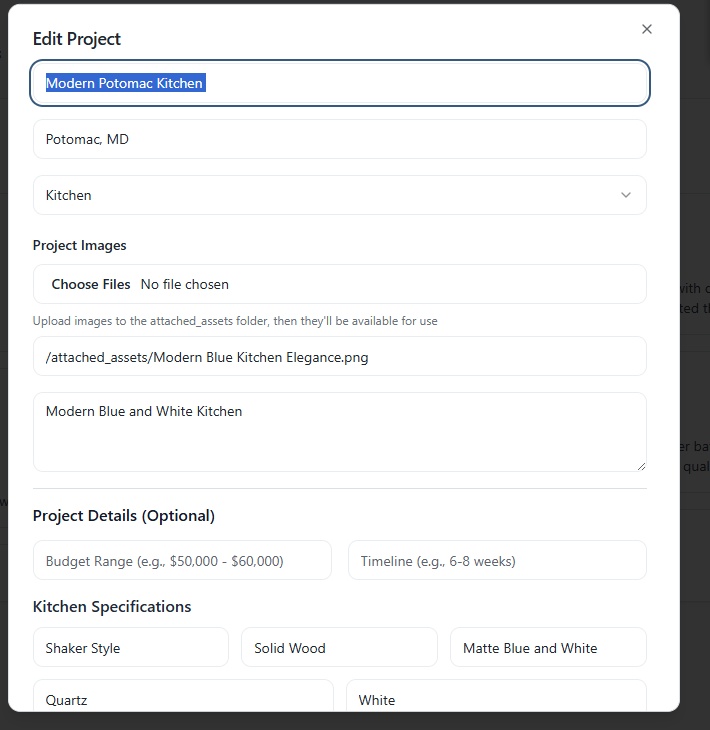 Edit Project
Modern Potomac Kitchen
Potomac, MD
Kitchen
Project Images
Choose Files No file chosen
Upload images to the attached_assets folder, then they'll be available for use
/attached_assets/Modern Blue Kitchen Elegance.png
Modern Blue and White Kitchen
Project Details (Optional)
Budget Range (e.g., $50,000 - $60,000) Timeline (e.g., 6-8 weeks)
Kitchen Specifications
Shaker Style Solid Wood Matte Blue and White
Quartz White